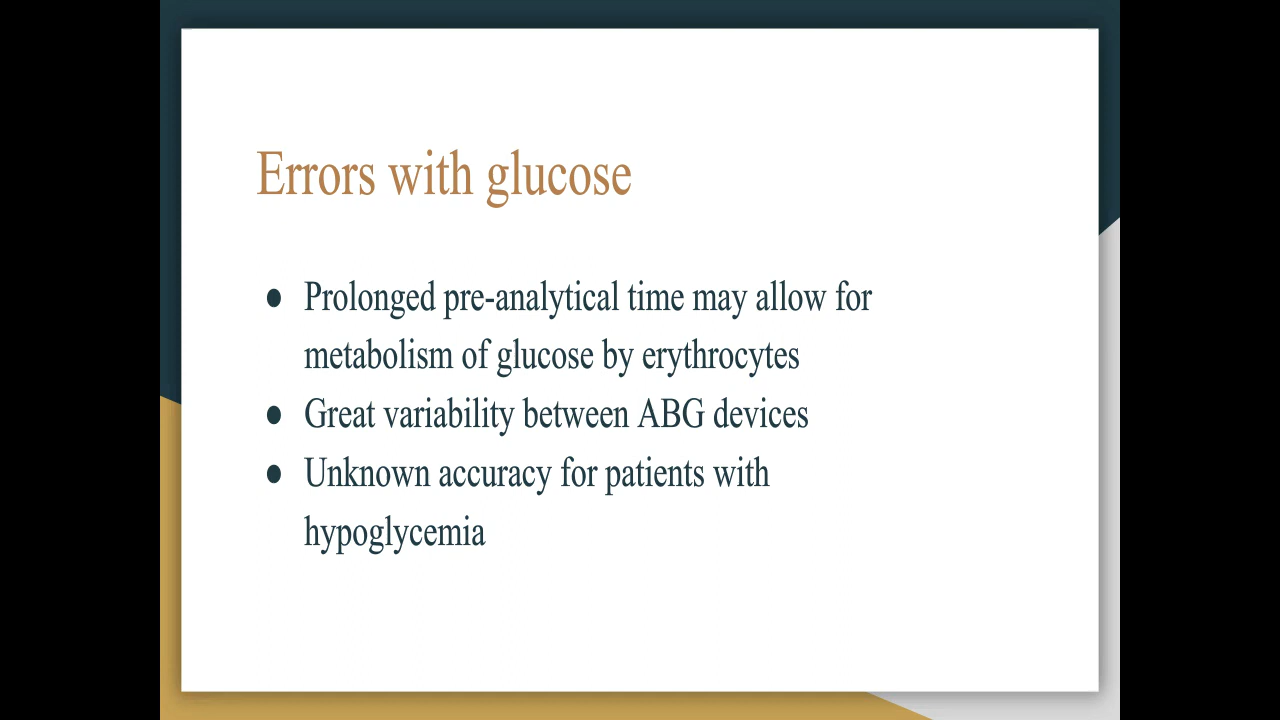 Errors with glucose
● Prolonged pre-analytical time may allow for
metabolism of glucose by erythrocytes
● Great variability between ABG devices
● Unknown accuracy for patients with
hypoglycemia